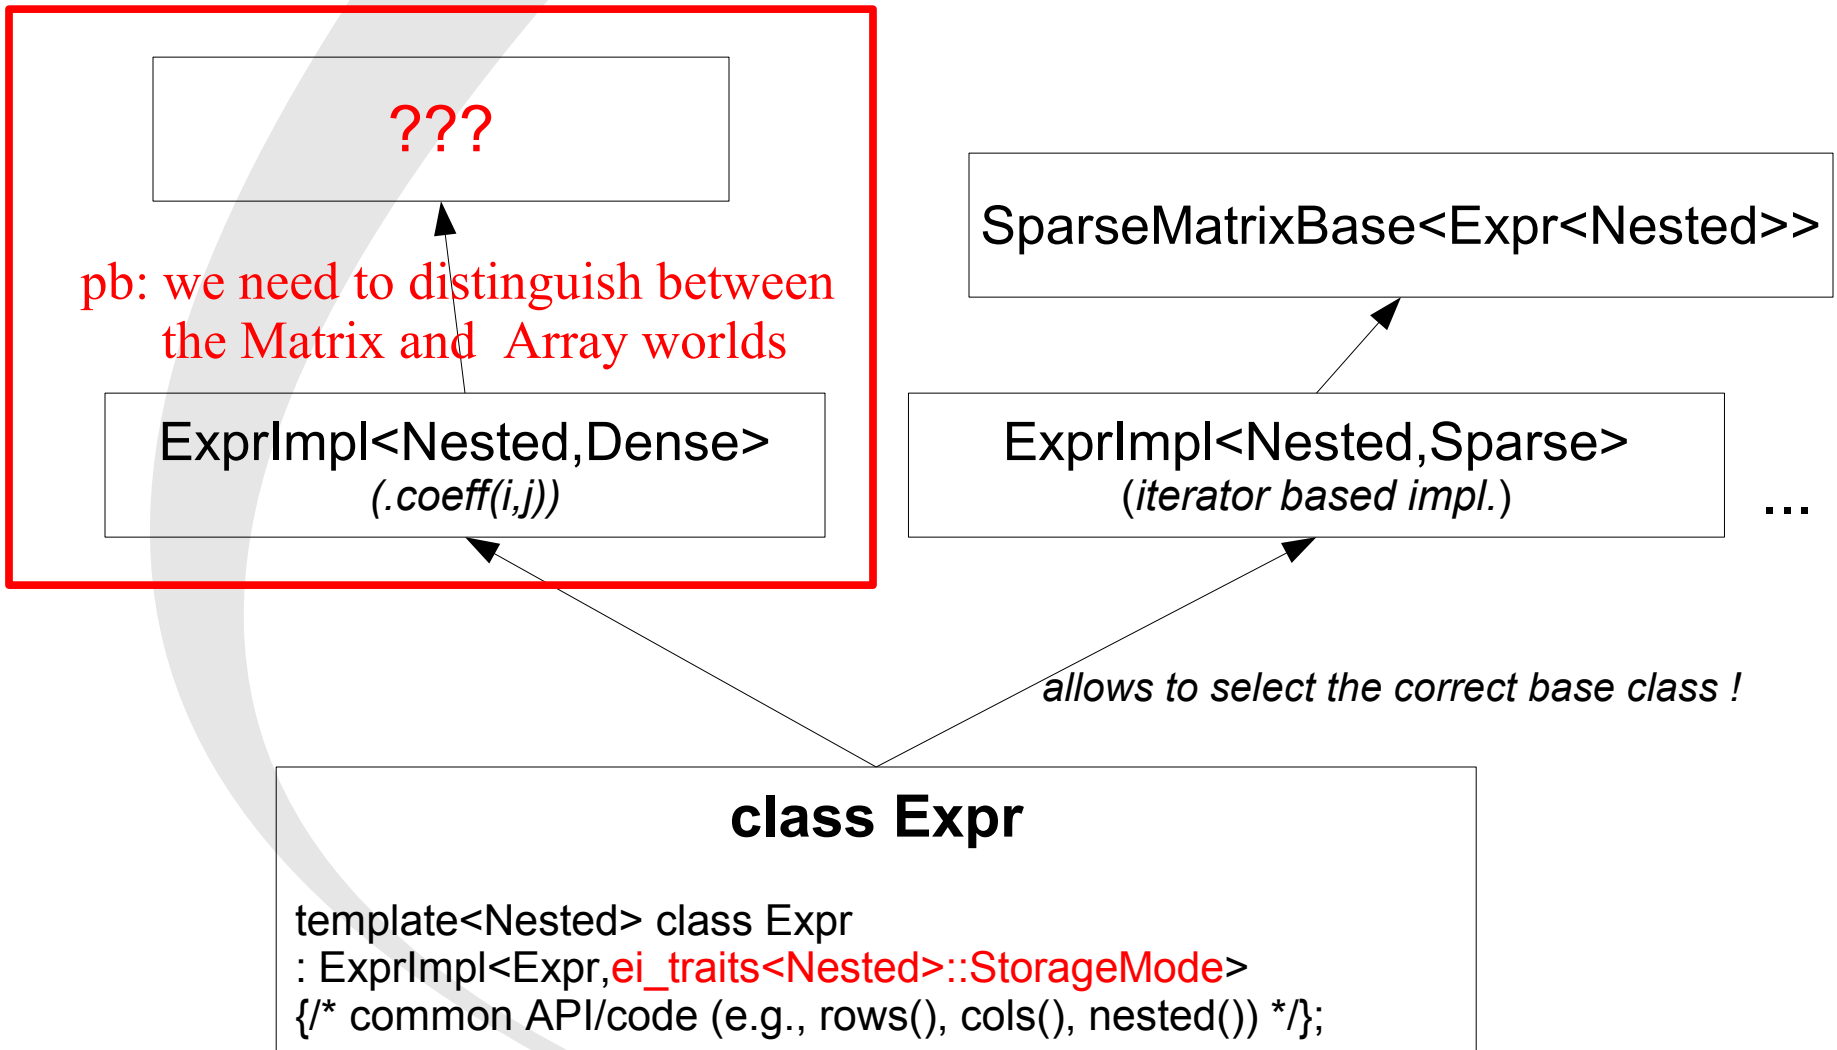 ???
pb: we need to distinguish between
the Matrix and Array worlds
SparseMatrixBase<Expr<Nested>>
ExprImpl<Nested,Dense>
(.coeff(i,j))
ExprImpl<Nested,Sparse>
(iterator based impl.)
...
allows to select the correct base class !
class Expr
template<Nested> class Expr
: ExprImpl<Expr,ei_traits<Nested>::StorageMode>
{/* common API/code (e.g., rows(), cols(), nested()) */};